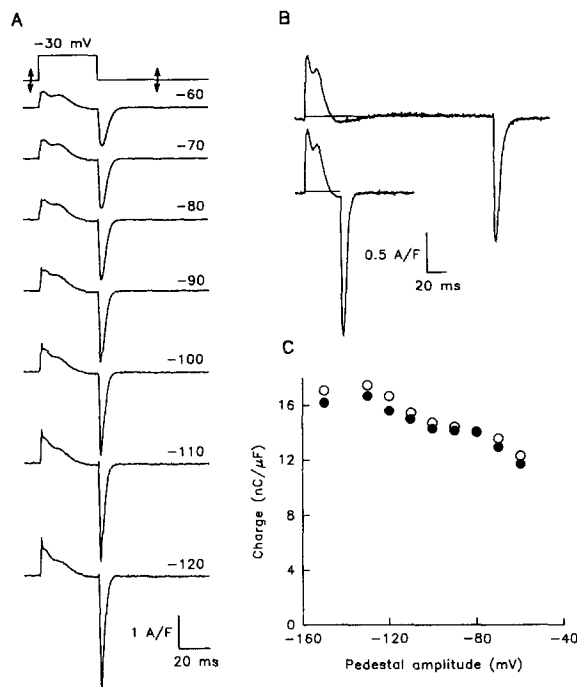 A
−30 mV
−60
−70
−80
−90
−100
−110
−120
1 A/F
20 ms
B
0.5 A/F
20 ms
C
16
12
8
4
0
Charge (nC/μF)
−160
−120
−80
−40
Pedestal amplitude (mV)